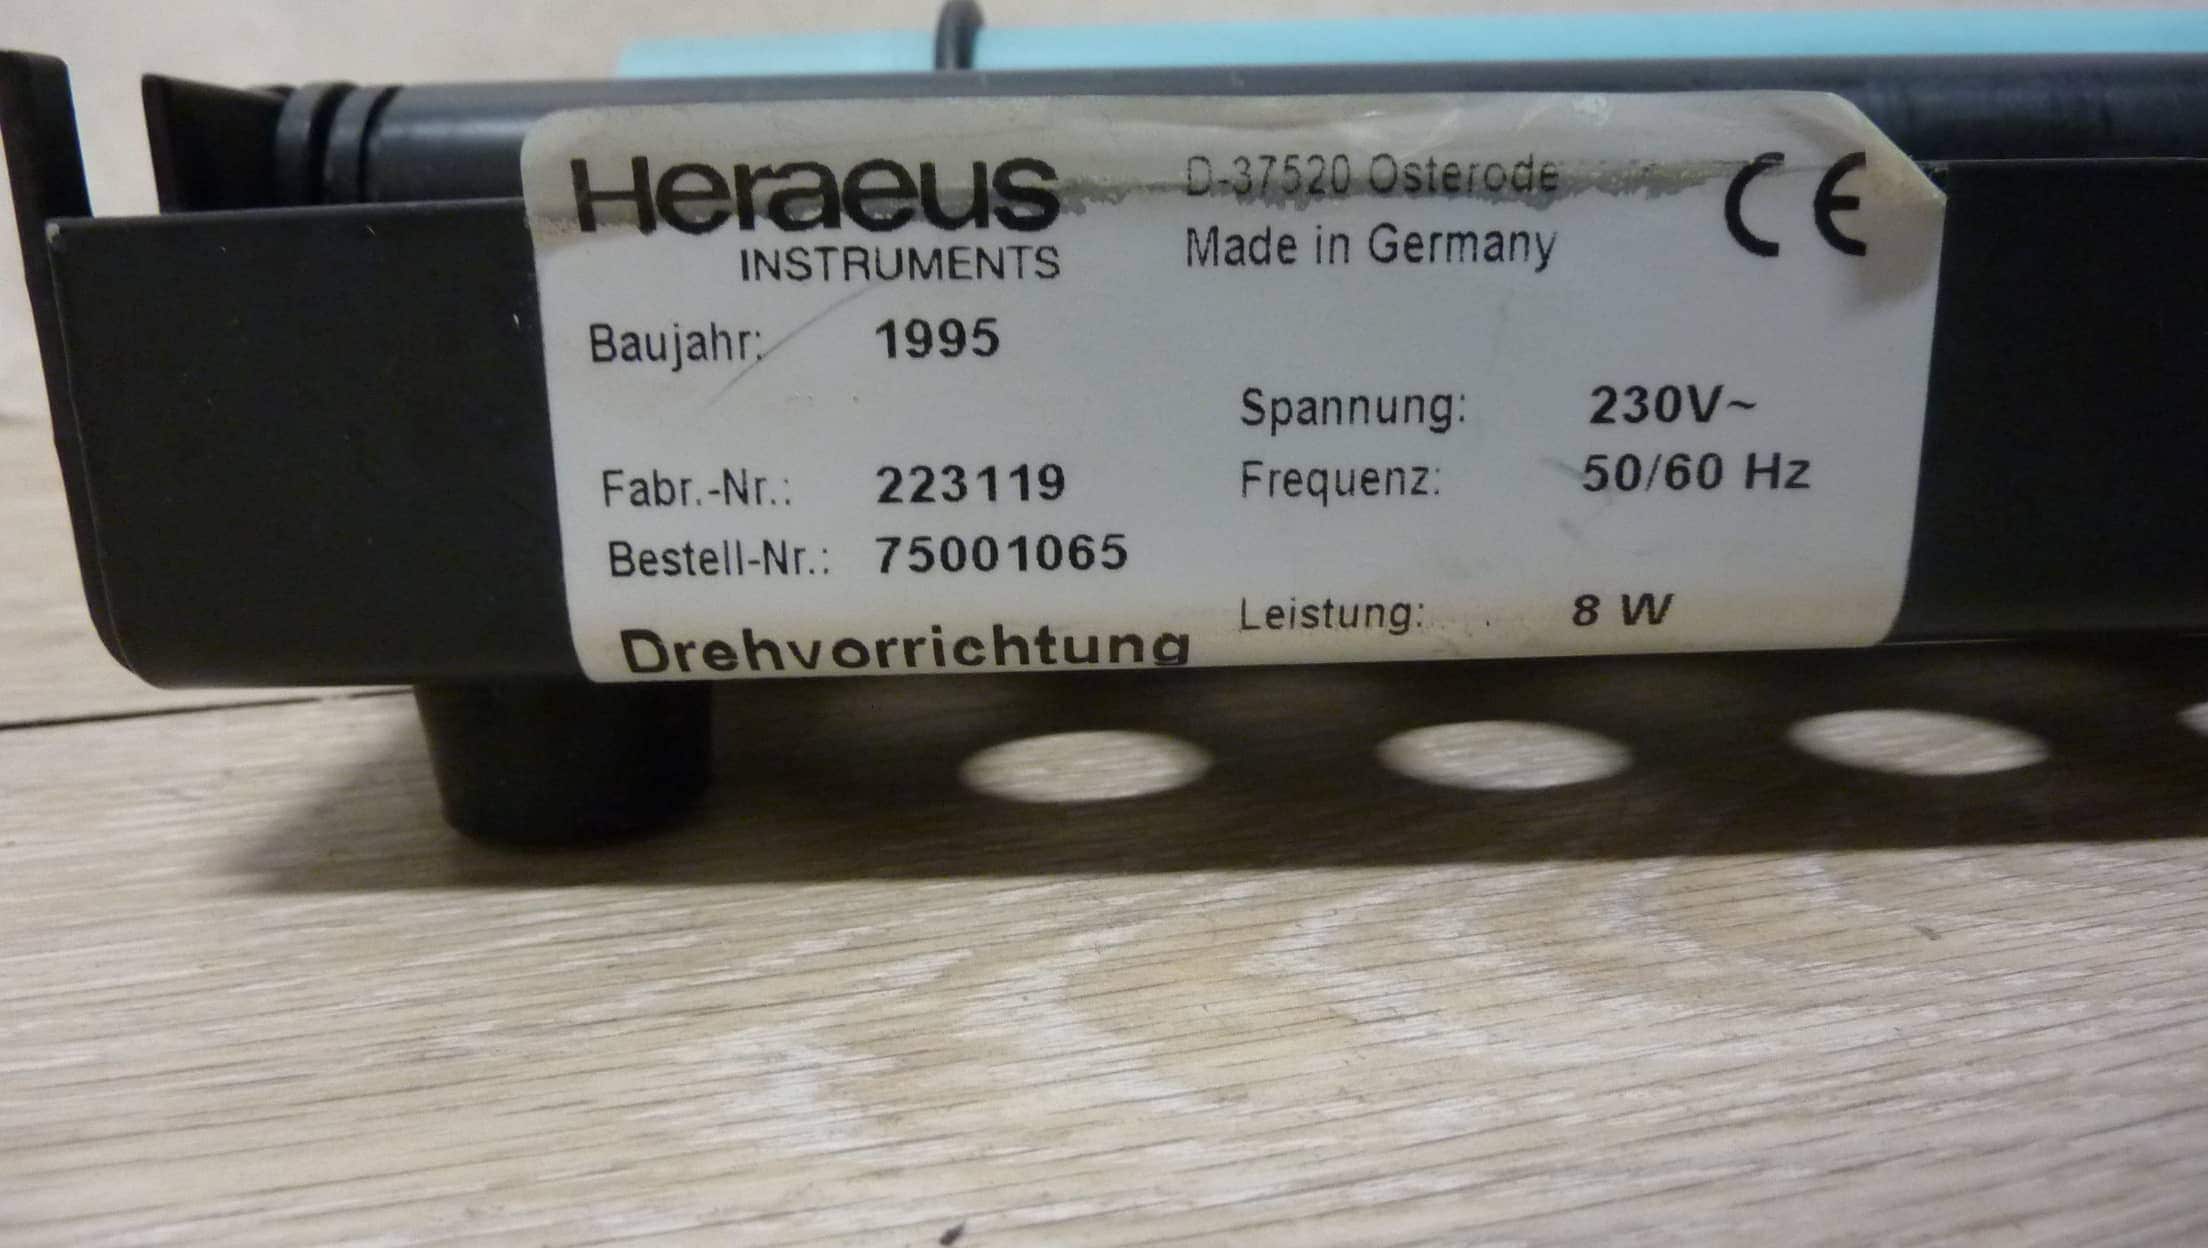 Heraeus
INSTRUMENTS
D-37520 Osterode
Made in Germany
CE
Baujahr: 1995
Spannung: 230V~
Fabr.-Nr.: 223119
Frequenz: 50/60 Hz
Bestell-Nr.: 75001065
Leistung: 8 W
Drehvorrichtung